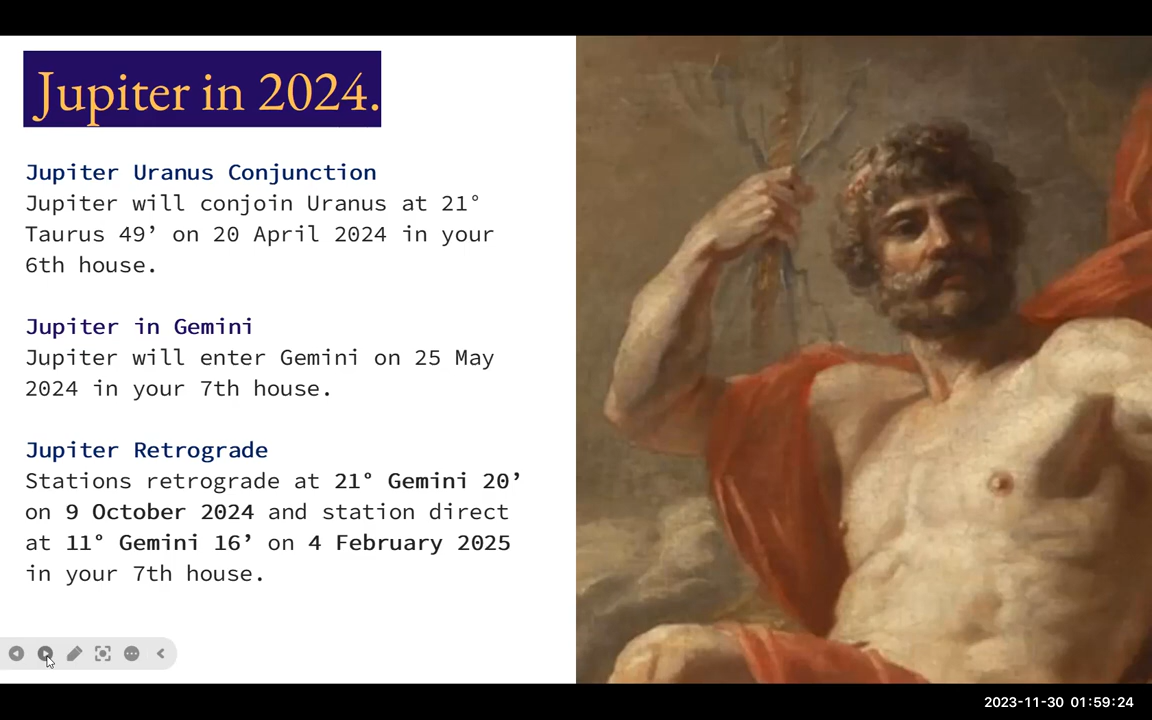 Jupiter in 2024.
Jupiter Uranus Conjunction
Jupiter will conjoin Uranus at 21°
Taurus 49’ on 20 April 2024 in your
6th house.
Jupiter in Gemini
Jupiter will enter Gemini on 25 May
2024 in your 7th house.
Jupiter Retrograde
Stations retrograde at 21° Gemini 20’
on 9 October 2024 and station direct
at 11° Gemini 16’ on 4 February 2025
in your 7th house.
2023-11-30 01:59:24